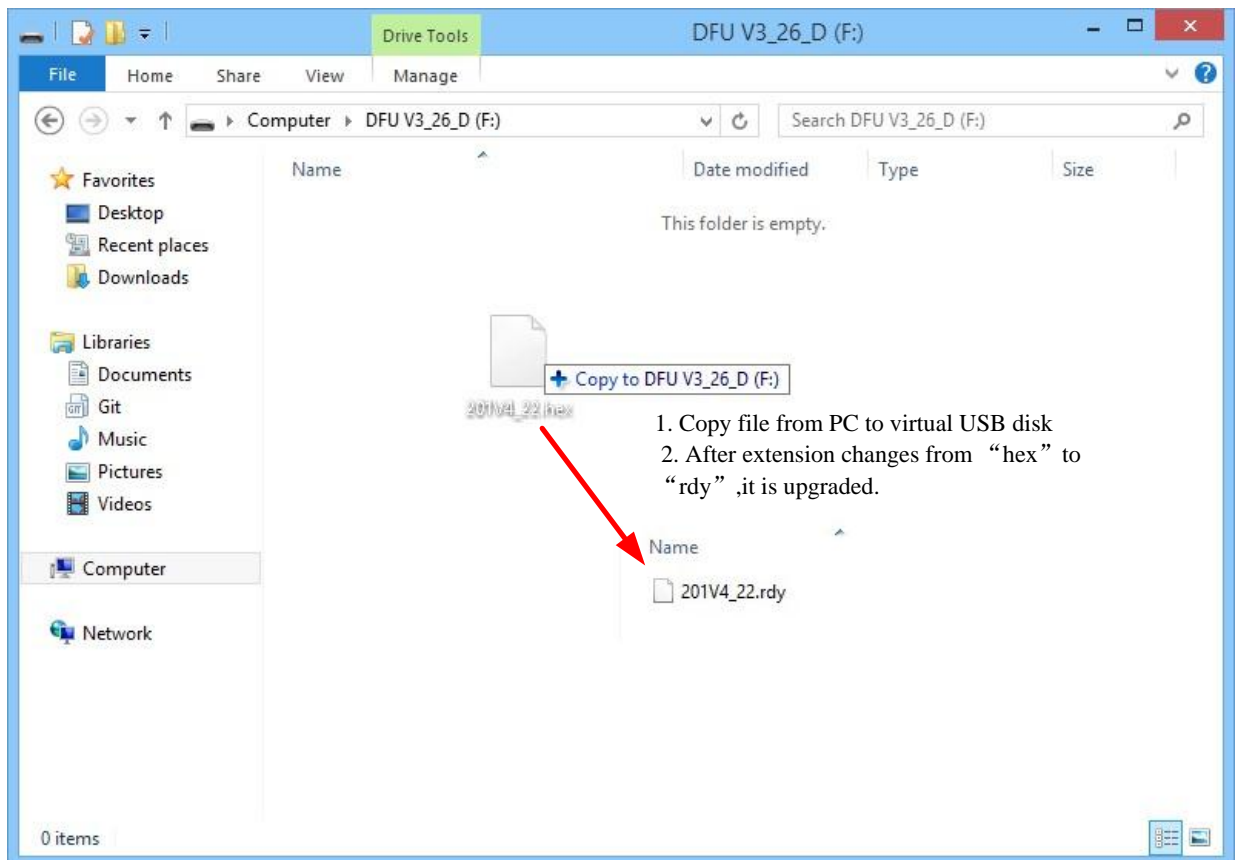 Drive Tools
DFU V3_26_D (F:)
File Home Share View Manage
Computer DFU V3_26_D (F:)
Search DFU V3_26_D (F:)
Name Date modified Type Size
This folder is empty.
Favorites
Desktop
Recent places
Downloads
Libraries
Documents
Git
Music
Pictures
Videos
Computer
Network
Copy to DFU V3_26_D (F:)
201V4_22.hex
1. Copy file from PC to virtual USB disk
2. After extension changes from “hex” to
“rdy” ,it is upgraded.
Name
201V4_22.rdy
0 items